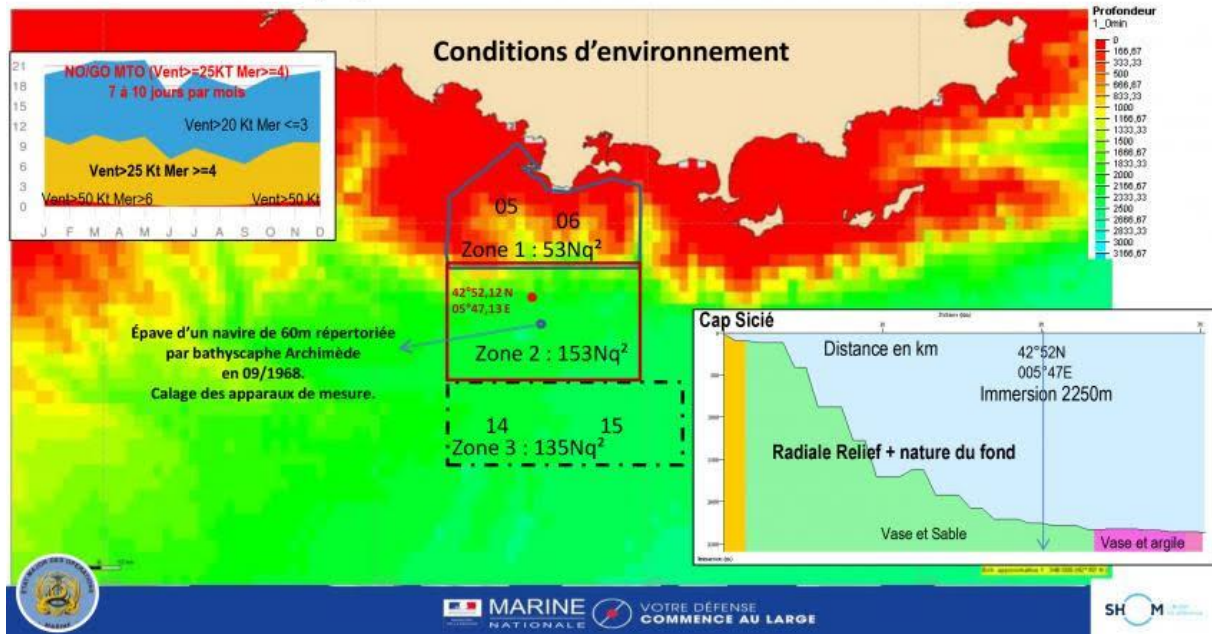 Conditions d'environnement
Profondeur
1_0min
0
166,67
333,33
500
666,67
833,33
1000
1166,67
1333,33
1500
1666,67
1833,33
2000
2166,67
2333,33
2500
2666,67
2833,33
3000
3166,67
21
18
15
12
9
6
3
0
NO/GO MTO (Vent>=25KT Mer>=4)
7 à 10 jours par mois
Vent>20 Kt Mer <=3
Vent>25 Kt Mer >=4
Vent>50 Kt Mer>6
Vent>50 Kt
J F M A M J J A S O N D
05
06
Zone 1 : 53Nq²
42°52,12 N
05°47,13 E
Zone 2 : 153Nq²
Épave d'un navire de 60m répertoriée
par bathyscaphe Archimède
en 09/1968.
Calage des apparaux de mesure.
14
15
Zone 3 : 135Nq²
Cap Sicié
Distance en km
42°52N
005°47E
Immersion 2250m
Radiale Relief + nature du fond
Vase et Sable
Vase et argile
MARINE
NATIONALE
VOTRE DÉFENSE
COMMENCE AU LARGE
SHOM